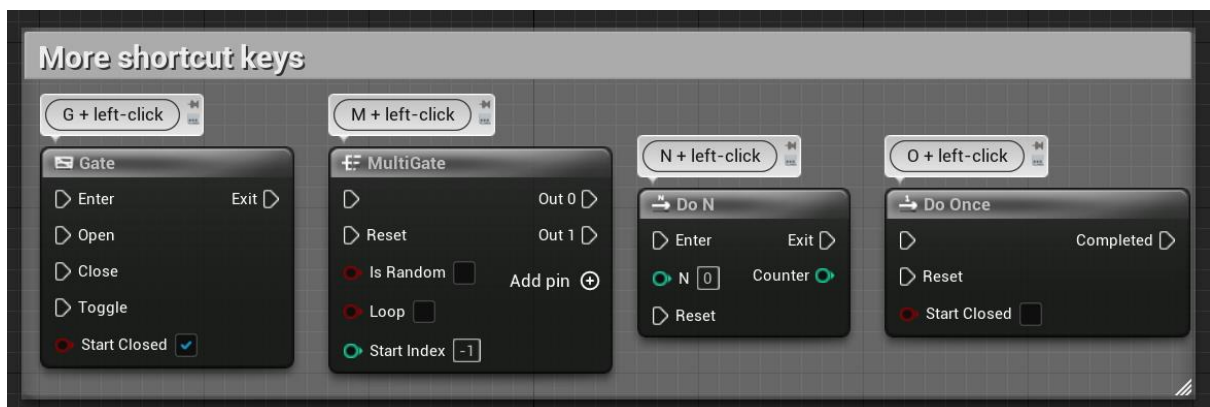 More shortcut keys
G + left-click
Gate
Enter
Exit
Open
Close
Toggle
Start Closed
M + left-click
MultiGate
Out 0
Reset
Out 1
Is Random
Add pin
Loop
Start Index -1
N + left-click
N
Do N
Enter
Exit
N 0
Counter
Reset
O + left-click
1
Do Once
Completed
Reset
Start Closed